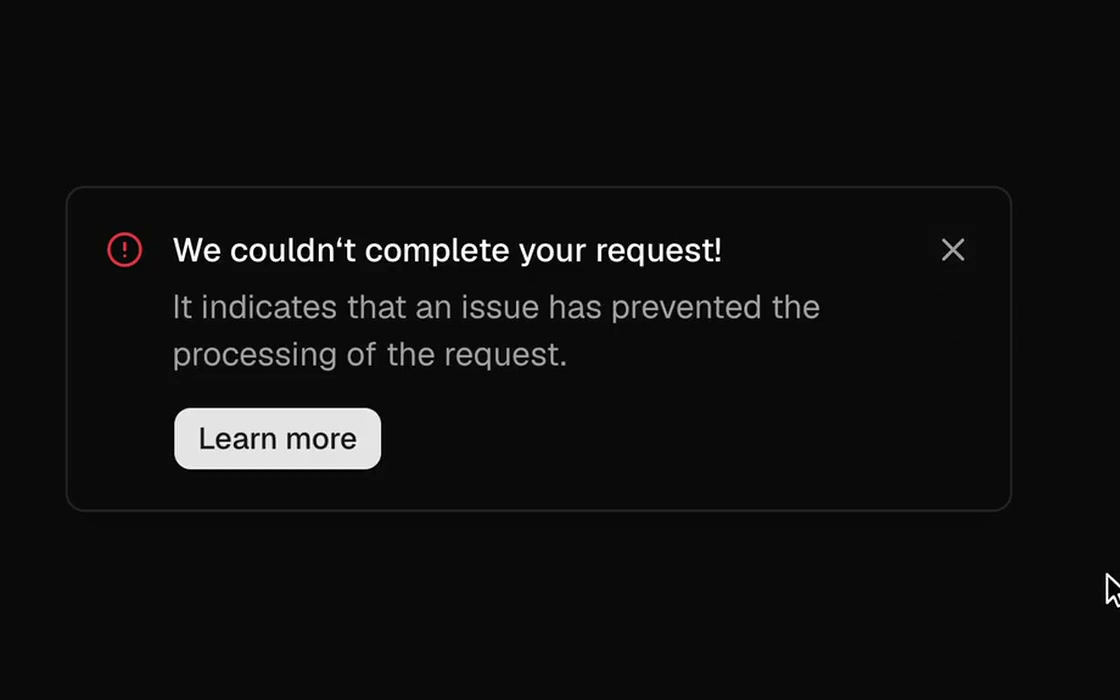 We couldn‘t complete your request!
It indicates that an issue has prevented the
processing of the request.
Learn more